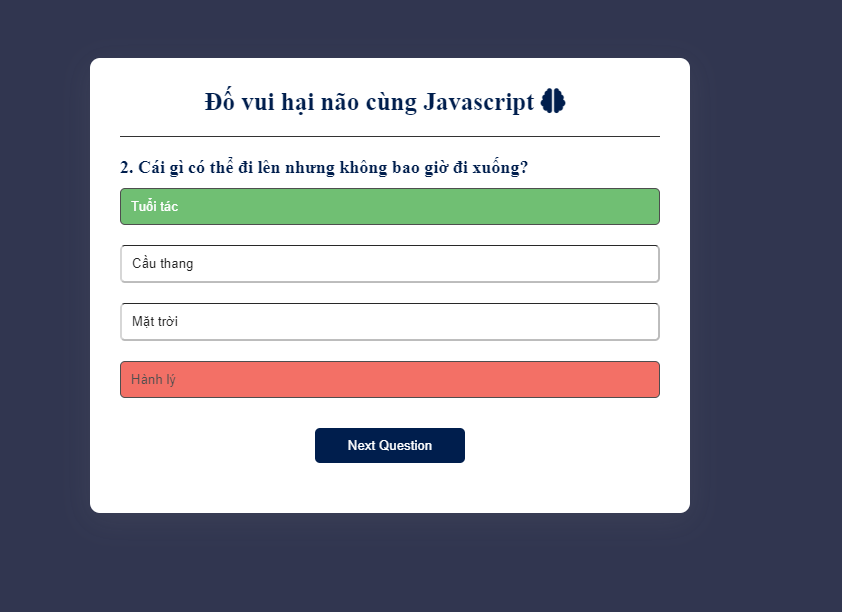 Đố vui hại não cùng Javascript
2. Cái gì có thể đi lên nhưng không bao giờ đi xuống?
Tuổi tác
Cầu thang
Mặt trời
Hành lý
Next Question